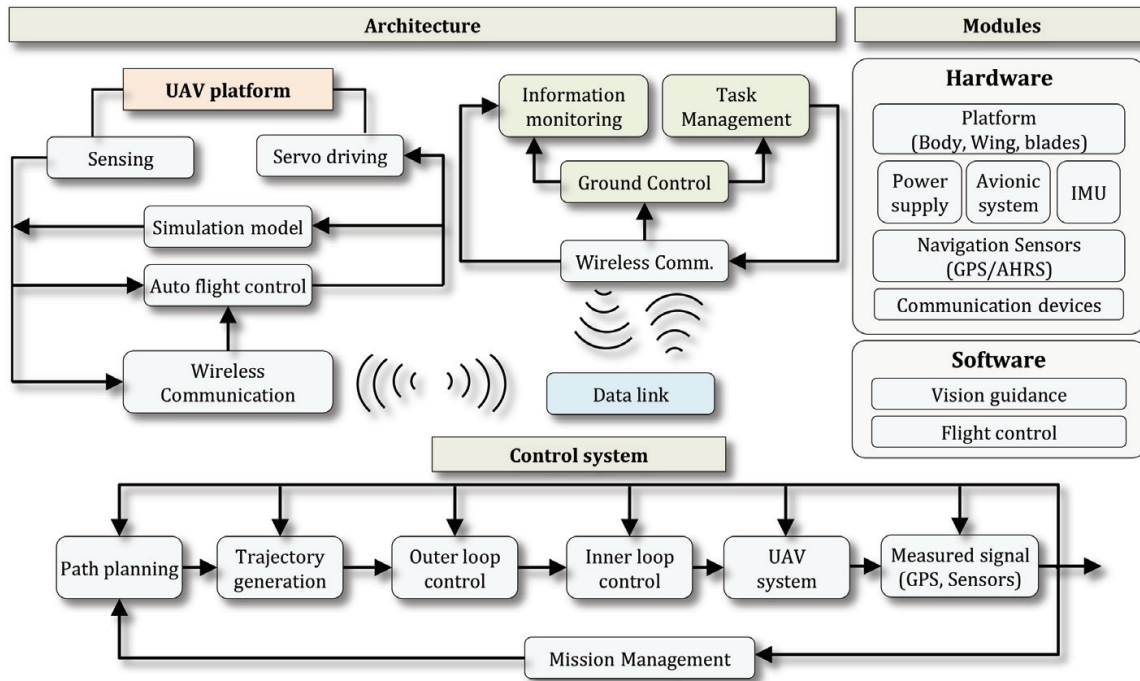 Architecture
Modules
UAV platform
Sensing
Servo driving
Simulation model
Auto flight control
Wireless
Communication
Information
monitoring
Task
Management
Ground Control
Wireless Comm.
Data link
Hardware
Platform
(Body, Wing, blades)
Power
supply
Avionic
system
IMU
Navigation Sensors
(GPS/AHRS)
Communication devices
Software
Vision guidance
Flight control
Control system
Path planning
Trajectory
generation
Outer loop
control
Inner loop
control
UAV
system
Measured signal
(GPS, Sensors)
Mission Management